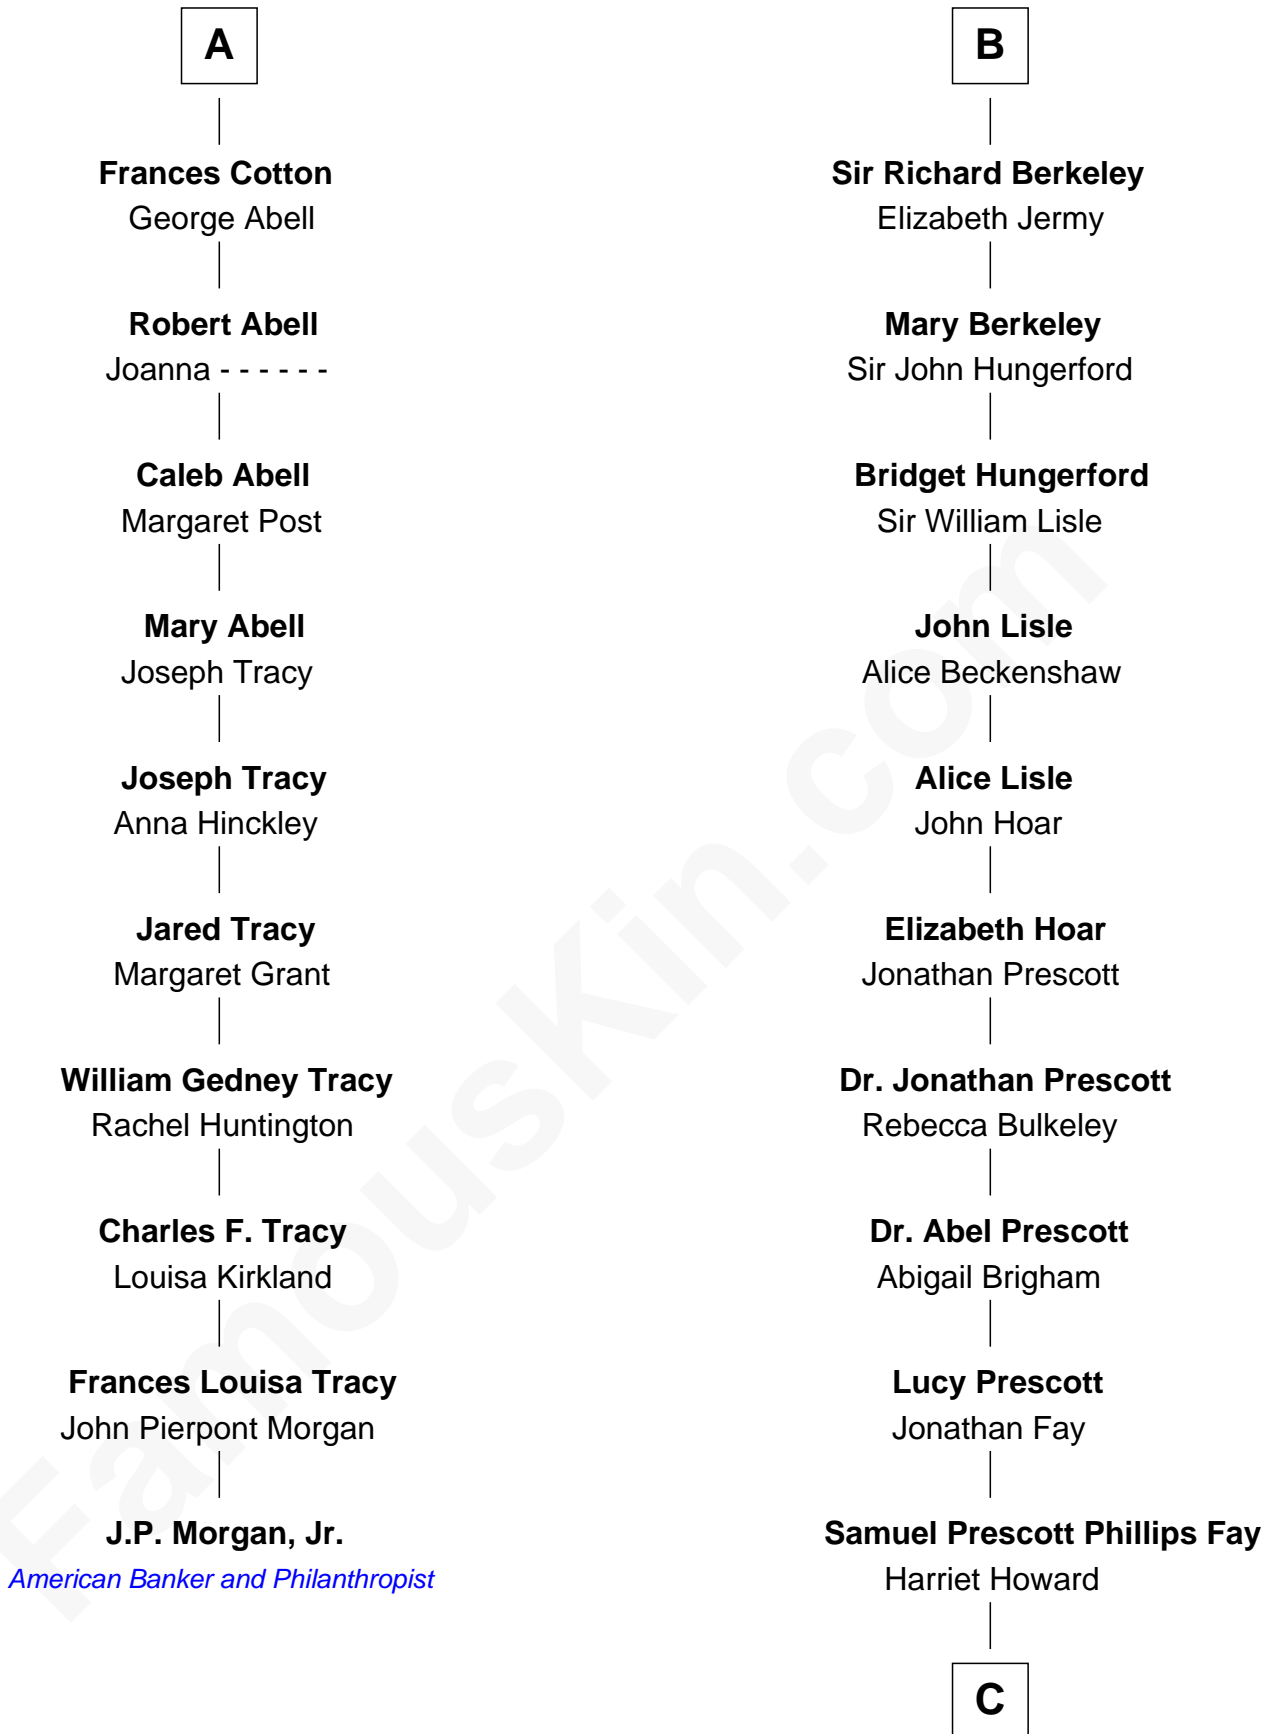 A
Frances Cotton
George Abell
Robert Abell
Joanna - - - - - -
Caleb Abell
Margaret Post
Mary Abell
Joseph Tracy
Joseph Tracy
Anna Hinckley
Jared Tracy
Margaret Grant
William Gedney Tracy
Rachel Huntington
Charles F. Tracy
Louisa Kirkland
Frances Louisa Tracy
John Pierpont Morgan
J.P. Morgan, Jr.
American Banker and Philanthropist
B
Sir Richard Berkeley
Elizabeth Jermy
Mary Berkeley
Sir John Hungerford
Bridget Hungerford
Sir William Lisle
John Lisle
Alice Beckenshaw
Alice Lisle
John Hoar
Elizabeth Hoar
Jonathan Prescott
Dr. Jonathan Prescott
Rebecca Bulkeley
Dr. Abel Prescott
Abigail Brigham
Lucy Prescott
Jonathan Fay
Samuel Prescott Phillips Fay
Harriet Howard
C
FamousKin.com